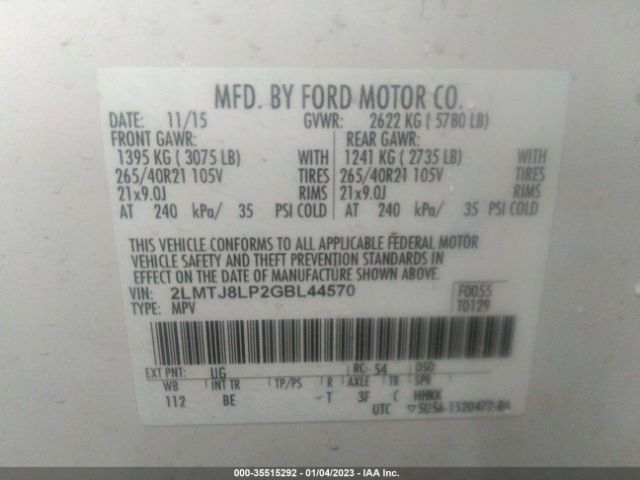 MFD. BY FORD MOTOR CO.
DATE: 11/15 GVWR: 2622 KG ( 5780 LB)
FRONT GAWR: REAR GAWR:
1395 KG ( 3075 LB) WITH 1241 KG ( 2735 LB) WITH
265/40R21 105V TIRES 265/40R21 105V TIRES
21x9.0J RIMS 21x9.0J RIMS
AT 240 kPa/ 35 PSI COLD AT 240 kPa/ 35 PSI COLD
THIS VEHICLE CONFORMS TO ALL APPLICABLE FEDERAL MOTOR
VEHICLE SAFETY AND THEFT PREVENTION STANDARDS IN
EFFECT ON THE DATE OF MANUFACTURE SHOWN ABOVE.
VIN: 2LMTJ8LP2GBL44570 F0055
TYPE: MPV T0129
EXT PNT: UG RC: 54 DSO:
WB INT TR TP/PS R AXLE TR SPR
112 BE -T 3F C HHKK
UTC
000-35515292 - 01/04/2023 - IAA Inc.